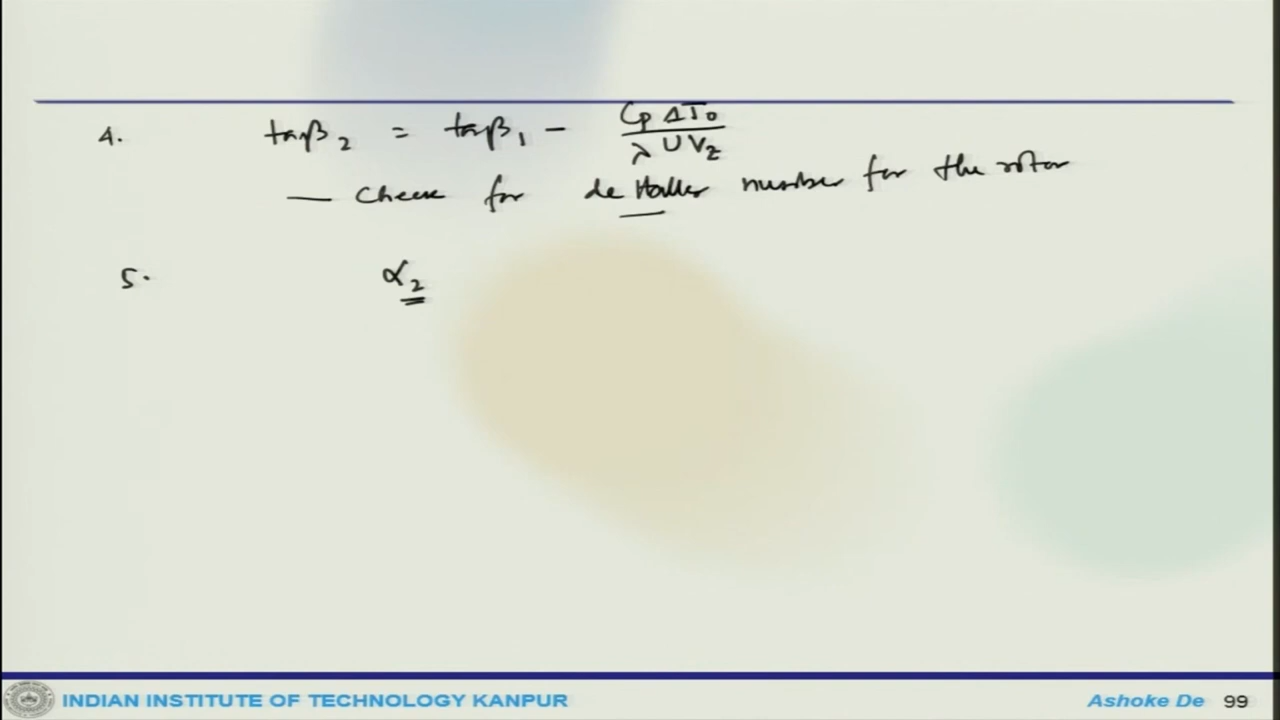 4. tanβ₂ = tanβ₁ − Cp ΔT₀ / λ U V_z
— Check for de Haller number for the rotor
5. α₂
INDIAN INSTITUTE OF TECHNOLOGY KANPUR
Ashoke De 99